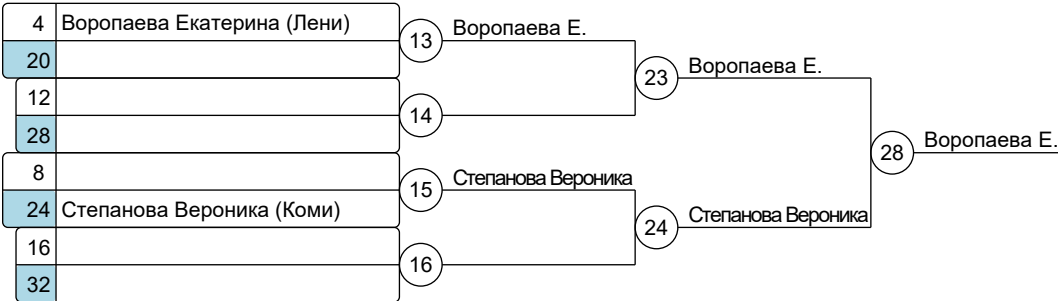 4 Воропаева Екатерина (Лени)
13 Воропаева Е.
20
23 Воропаева Е.
12
14
28
28 Воропаева Е.
8
15 Степанова Вероника
24 Степанова Вероника (Коми)
24 Степанова Вероника
16
16
32